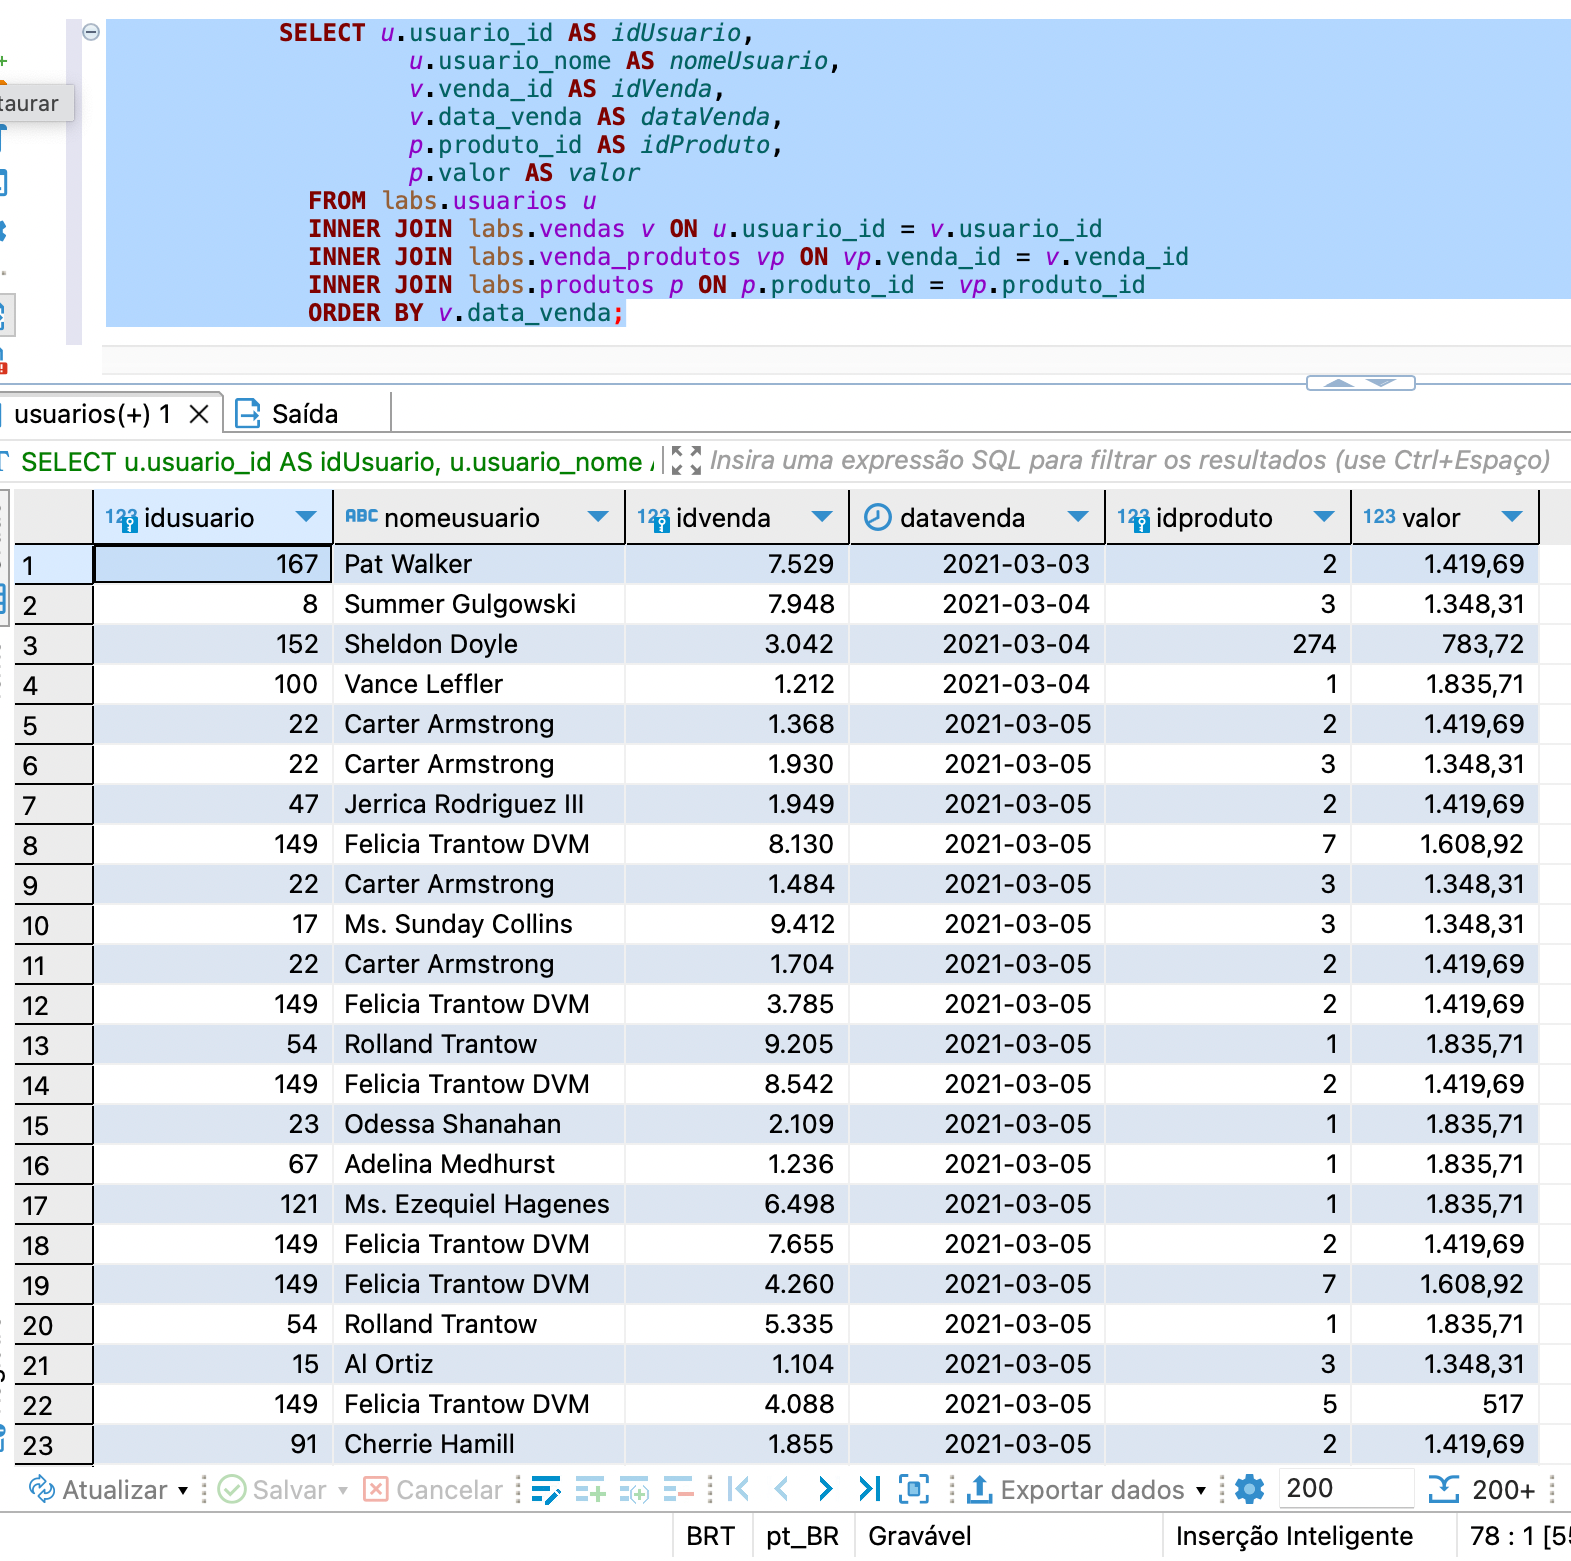 SELECT u.usuario_id AS idUsuario,
u.usuario_nome AS nomeUsuario,
v.venda_id AS idVenda,
v.data_venda AS dataVenda,
p.produto_id AS idProduto,
p.valor AS valor
FROM labs.usuarios u
INNER JOIN labs.vendas v ON u.usuario_id = v.usuario_id
INNER JOIN labs.venda_produtos vp ON vp.venda_id = v.venda_id
INNER JOIN labs.produtos p ON p.produto_id = vp.produto_id
ORDER BY v.data_venda;
taurar
usuarios(+) 1 Saída
SELECT u.usuario_id AS idUsuario, u.usuario_nome Insira uma expressão SQL para filtrar os resultados (use Ctrl+Espaço)
123 idusuario ABC nomeusuario 123 idvenda datavenda 123 idproduto 123 valor
1 167 Pat Walker 7.529 2021-03-03 2 1.419,69
2 8 Summer Gulgowski 7.948 2021-03-04 3 1.348,31
3 152 Sheldon Doyle 3.042 2021-03-04 274 783,72
4 100 Vance Leffler 1.212 2021-03-04 1 1.835,71
5 22 Carter Armstrong 1.368 2021-03-05 2 1.419,69
6 22 Carter Armstrong 1.930 2021-03-05 3 1.348,31
7 47 Jerrica Rodriguez III 1.949 2021-03-05 2 1.419,69
8 149 Felicia Trantow DVM 8.130 2021-03-05 7 1.608,92
9 22 Carter Armstrong 1.484 2021-03-05 3 1.348,31
10 17 Ms. Sunday Collins 9.412 2021-03-05 3 1.348,31
11 22 Carter Armstrong 1.704 2021-03-05 2 1.419,69
12 149 Felicia Trantow DVM 3.785 2021-03-05 2 1.419,69
13 54 Rolland Trantow 9.205 2021-03-05 1 1.835,71
14 149 Felicia Trantow DVM 8.542 2021-03-05 2 1.419,69
15 23 Odessa Shanahan 2.109 2021-03-05 1 1.835,71
16 67 Adelina Medhurst 1.236 2021-03-05 1 1.835,71
17 121 Ms. Ezequiel Hagenes 6.498 2021-03-05 1 1.835,71
18 149 Felicia Trantow DVM 7.655 2021-03-05 2 1.419,69
19 149 Felicia Trantow DVM 4.260 2021-03-05 7 1.608,92
20 54 Rolland Trantow 5.335 2021-03-05 1 1.835,71
21 15 Al Ortiz 1.104 2021-03-05 3 1.348,31
22 149 Felicia Trantow DVM 4.088 2021-03-05 5 517
23 91 Cherrie Hamill 1.855 2021-03-05 2 1.419,69
Atualizar Salvar Cancelar Exportar dados 200 200+
BRT pt_BR Gravável Inserção Inteligente 78 : 1